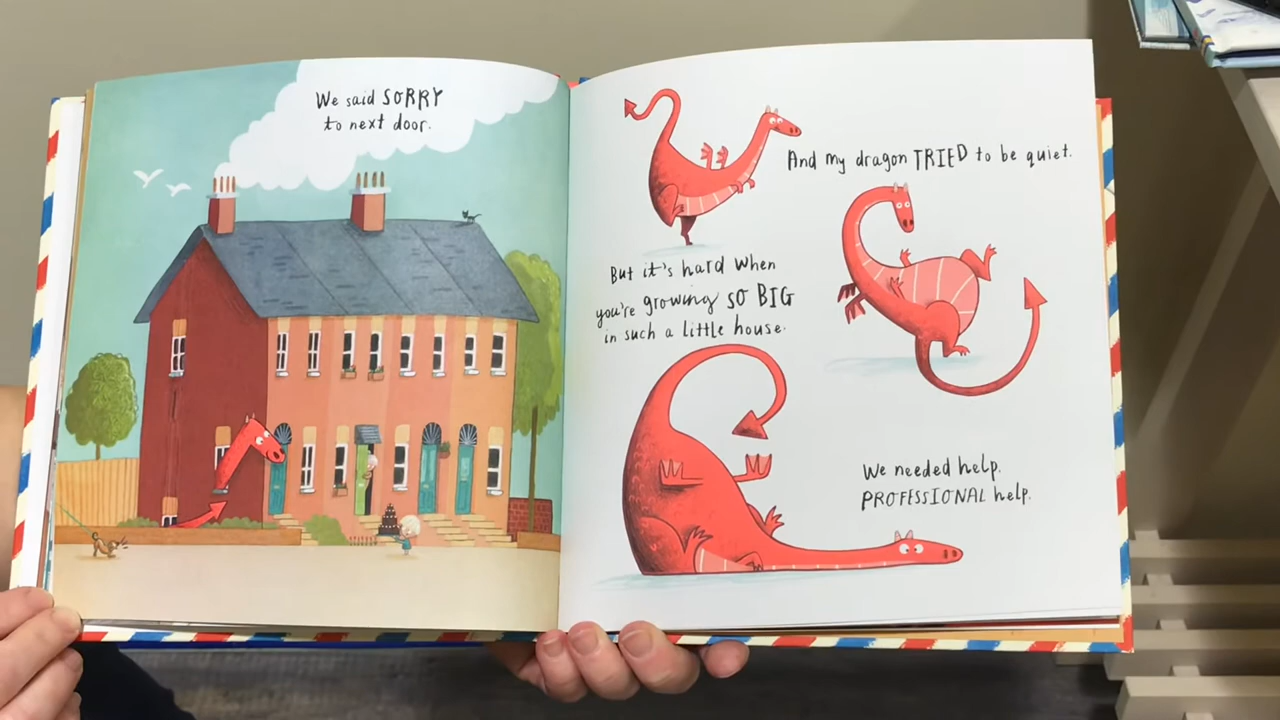 We said SORRY
to next door.
And my dragon TRIED to be quiet.
But it's hard when
you're growing SO BIG
in such a little house.
We needed help.
PROFESSIONAL help.